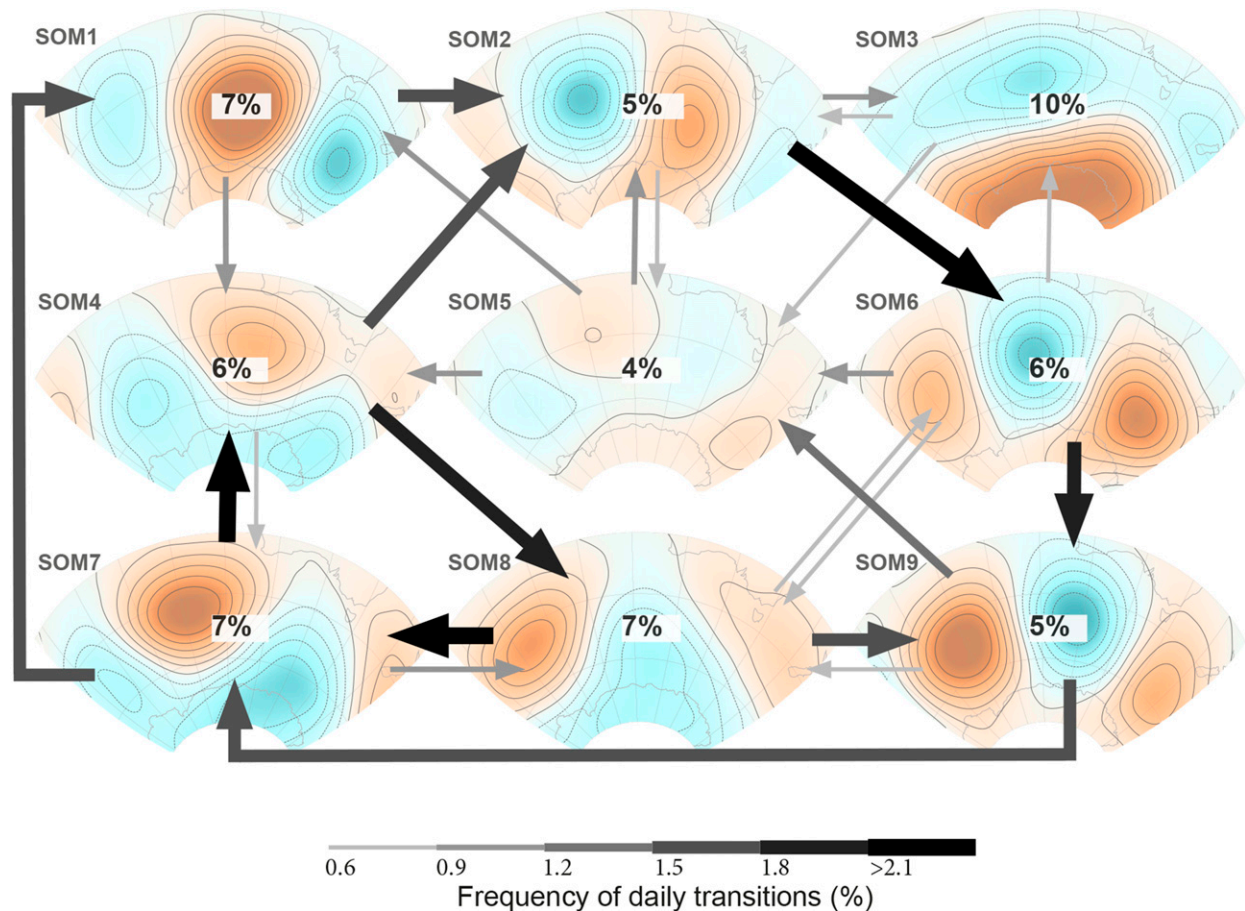 SOM1 SOM2 SOM3
7% 5% 10%
SOM4 SOM5 SOM6
6% 4% 6%
SOM7 SOM8 SOM9
7% 7% 5%
0.6 0.9 1.2 1.5 1.8 >2.1
Frequency of daily transitions (%)